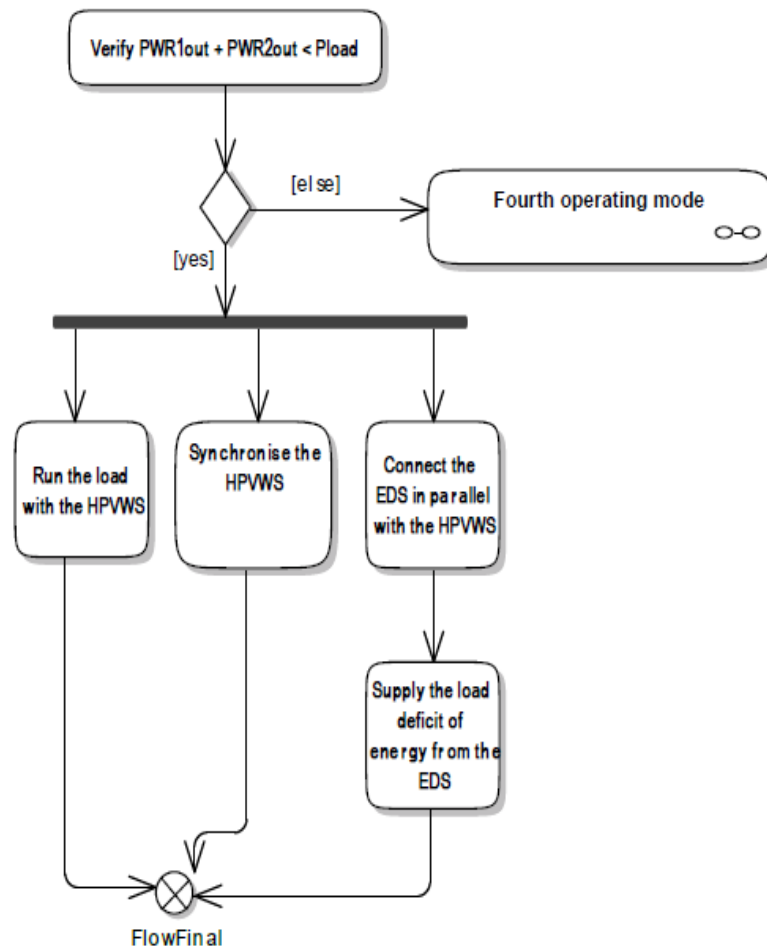 Verify PWR1out + PWR2out < Pload
[else]
Fourth operating mode
[yes]
Run the load
with the HPVWS
Synchronise the
HPVWS
Connect the
EDS in parallel
with the HPVWS
Supply the load
deficit of
energy from the
EDS
FlowFinal